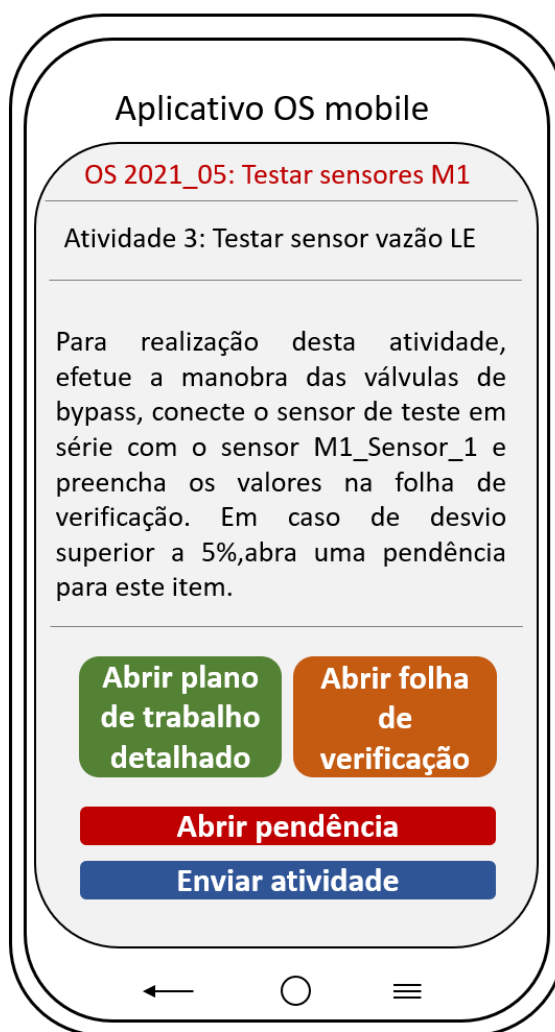 Aplicativo OS mobile
OS 2021_05: Testar sensores M1
Atividade 3: Testar sensor vazão LE
Para realização desta atividade,
efetue a manobra das válvulas de
bypass, conecte o sensor de teste em
série com o sensor M1_Sensor_1 e
preencha os valores na folha de
verificação. Em caso de desvio
superior a 5%,abra uma pendência
para este item.
Abrir plano
de trabalho
detalhado
Abrir folha
de
verificação
Abrir pendência
Enviar atividade